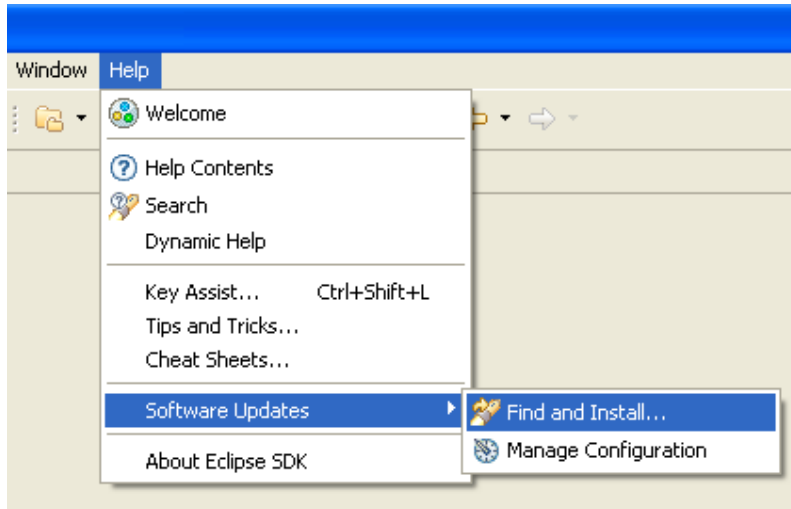 Window Help
Welcome
Help Contents
Search
Dynamic Help
Key Assist... Ctrl+Shift+L
Tips and Tricks...
Cheat Sheets...
Software Updates
Find and Install...
Manage Configuration
About Eclipse SDK